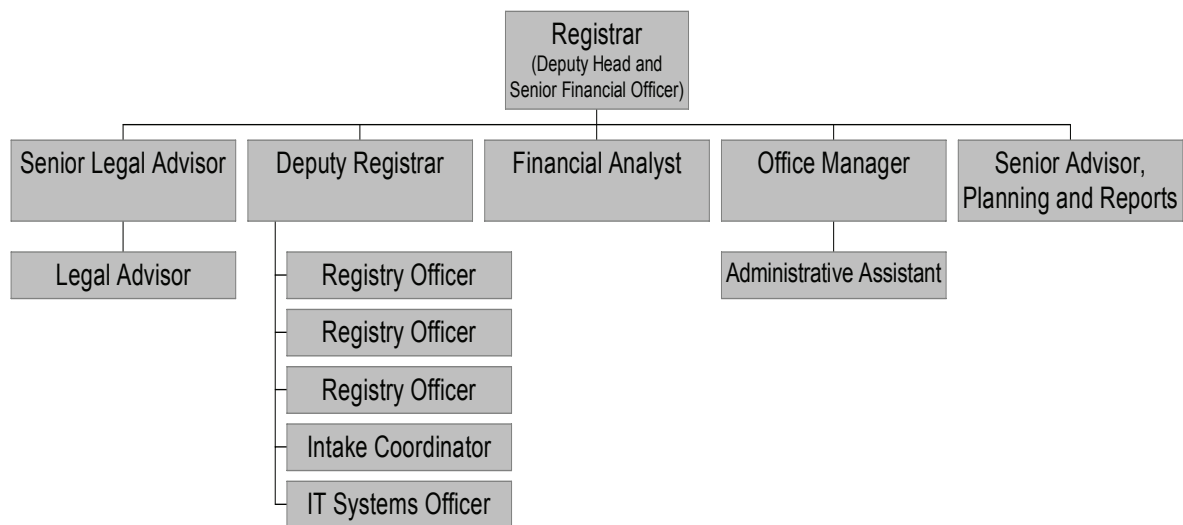 Registrar
(Deputy Head and
Senior Financial Officer)
Senior Legal Advisor
Deputy Registrar
Financial Analyst
Office Manager
Senior Advisor,
Planning and Reports
Legal Advisor
Registry Officer
Registry Officer
Registry Officer
Intake Coordinator
IT Systems Officer
Administrative Assistant